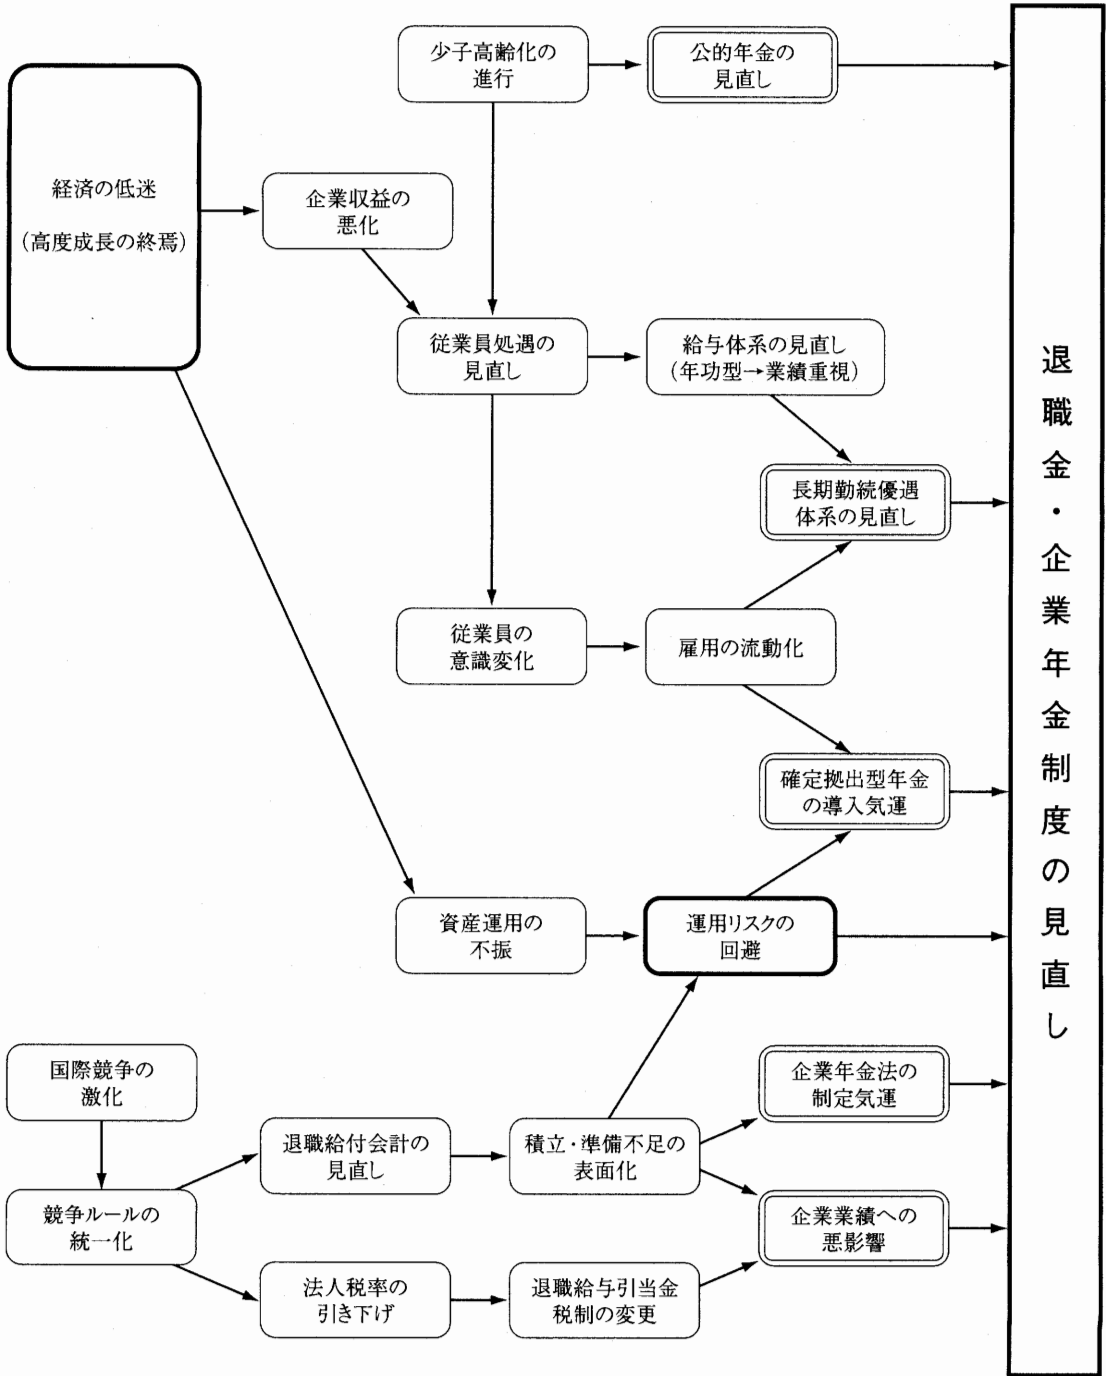 少子高齢化の
進行
公的年金の
見直し
経済の低迷
(高度成長の終焉)
企業収益の
悪化
従業員処遇の
見直し
給与体系の見直し
(年功型→業績重視)
長期勤続優遇
体系の見直し
従業員の
意識変化
雇用の流動化
確定拠出型年金
の導入気運
資産運用の
不振
運用リスクの
回避
国際競争の
激化
企業年金法の
制定気運
退職給付会計の
見直し
積立・準備不足の
表面化
競争ルールの
統一化
企業業績への
悪影響
法人税率の
引き下げ
退職給与引当金
税制の変更
退職金・企業年金制度の見直し